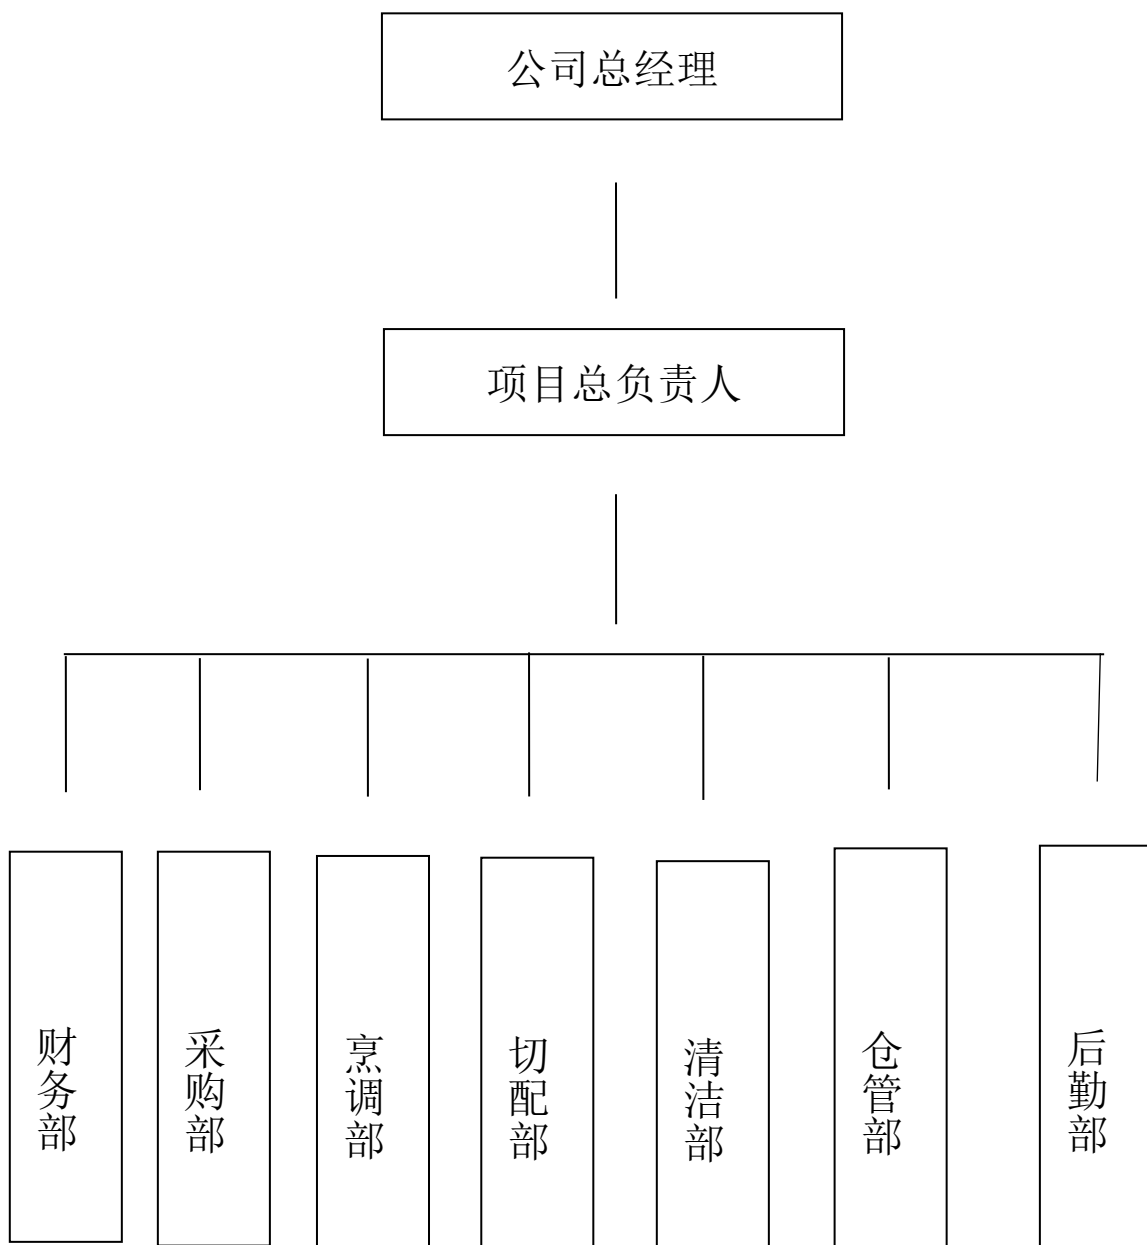 公司总经理
项目总负责人
财务部
采购部
烹调部
切配部
清洁部
仓管部
后勤部